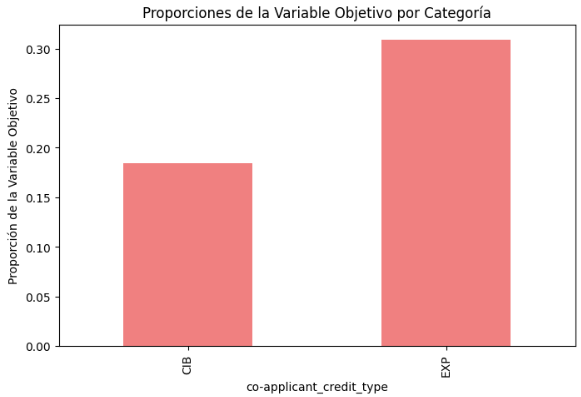 Proporciones de la Variable Objetivo por Categoría
Proporción de la Variable Objetivo
0.30
0.25
0.20
0.15
0.10
0.05
0.00
CIB
EXP
co-applicant_credit_type